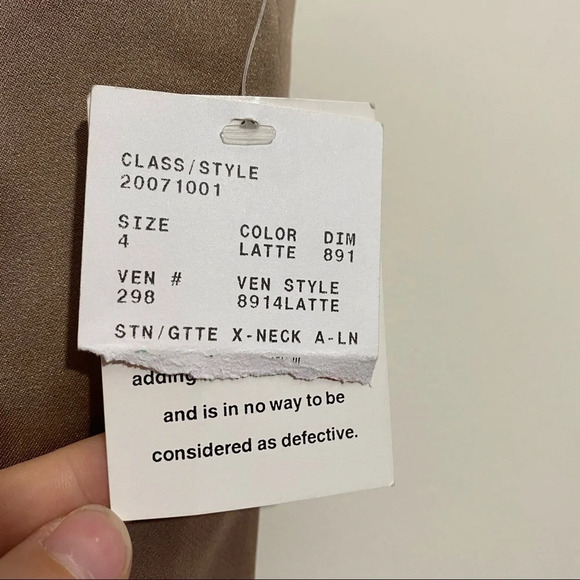 CLASS/STYLE
20071001
SIZE COLOR DIM
4 LATTE 891
VEN # VEN STYLE
298 8914LATTE
STN/GTTE X-NECK A-LN
adding
and is in no way to be
considered as defective.